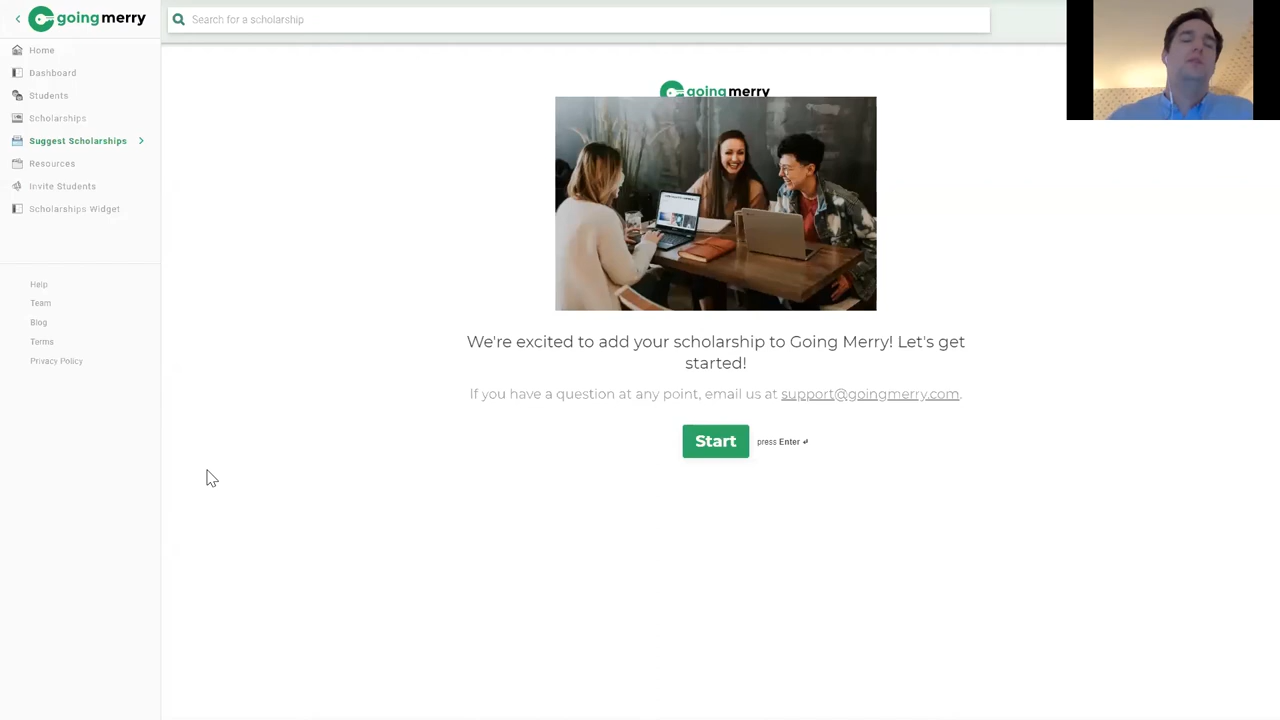 goingmerry
Search for a scholarship
Home
Dashboard
Students
Scholarships
Suggest Scholarships
Resources
Invite Students
Scholarships Widget
Help
Team
Blog
Terms
Privacy Policy
goingmerry
We're excited to add your scholarship to Going Merry! Let's get
started!
If you have a question at any point, email us at support@goingmerry.com.
Start press Enter ↵